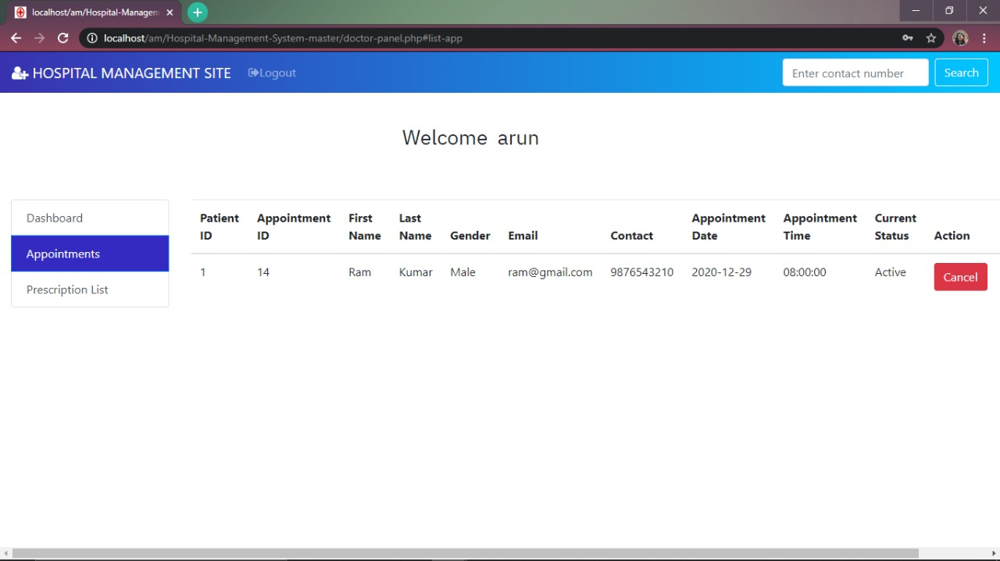 localhost/am/Hospital-Managem
localhost/am/Hospital-Management-System-master/doctor-panel.php#list-app
HOSPITAL MANAGEMENT SITE Logout Enter contact number Search
Welcome arun
Dashboard
Appointments
Prescription List
Patient ID Appointment ID First Name Last Name Gender Email Contact Appointment Date Appointment Time Current Status Action
1 14 Ram Kumar Male ram@gmail.com 9876543210 2020-12-29 08:00:00 Active Cancel